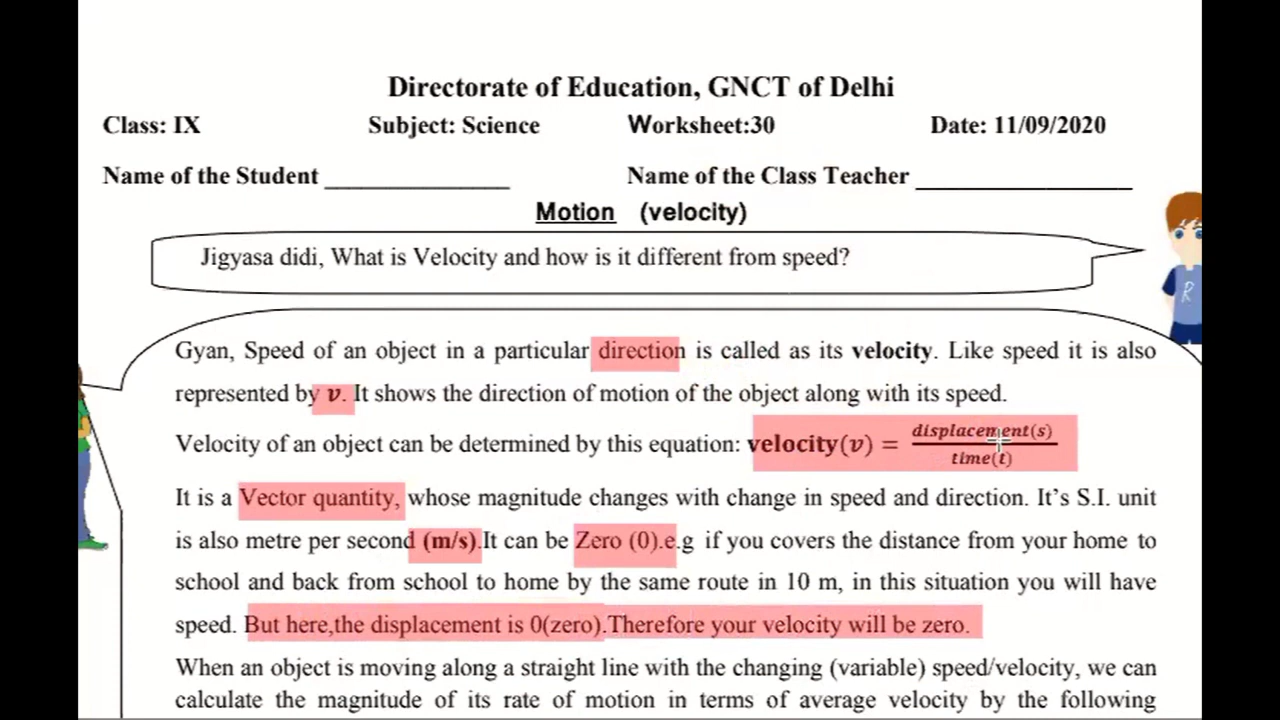 Directorate of Education, GNCT of Delhi
Class: IX Subject: Science Worksheet:30 Date: 11/09/2020
Name of the Student _______________ Name of the Class Teacher __________________
Motion (velocity)
Jigyasa didi, What is Velocity and how is it different from speed?
R
Gyan, Speed of an object in a particular direction is called as its velocity. Like speed it is also
represented by v. It shows the direction of motion of the object along with its speed.
Velocity of an object can be determined by this equation: velocity(v) = displacement(s)/time(t)
It is a Vector quantity, whose magnitude changes with change in speed and direction. It's S.I. unit
is also metre per second (m/s).It can be Zero (0).e.g if you covers the distance from your home to
school and back from school to home by the same route in 10 m, in this situation you will have
speed. But here,the displacement is 0(zero).Therefore your velocity will be zero.
When an object is moving along a straight line with the changing (variable) speed/velocity, we can
calculate the magnitude of its rate of motion in terms of average velocity by the following